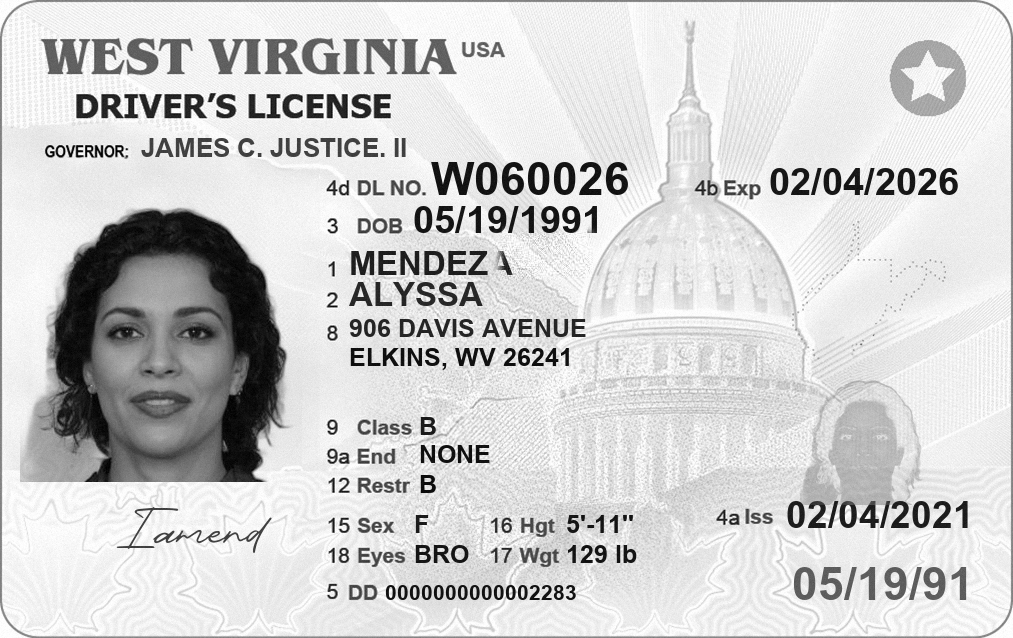 WEST VIRGINIA USA
DRIVER'S LICENSE
GOVERNOR: JAMES C. JUSTICE. II
4d DL NO. W060026 4b Exp 02/04/2026
3 DOB 05/19/1991
1 MENDEZ A
2 ALYSSA
8 906 DAVIS AVENUE
ELKINS, WV 26241
9 Class B
9a End NONE
12 Restr B
15 Sex F 16 Hgt 5'-11" 4a Iss 02/04/2021
18 Eyes BRO 17 Wgt 129 lb
5 DD 0000000000002283 05/19/91